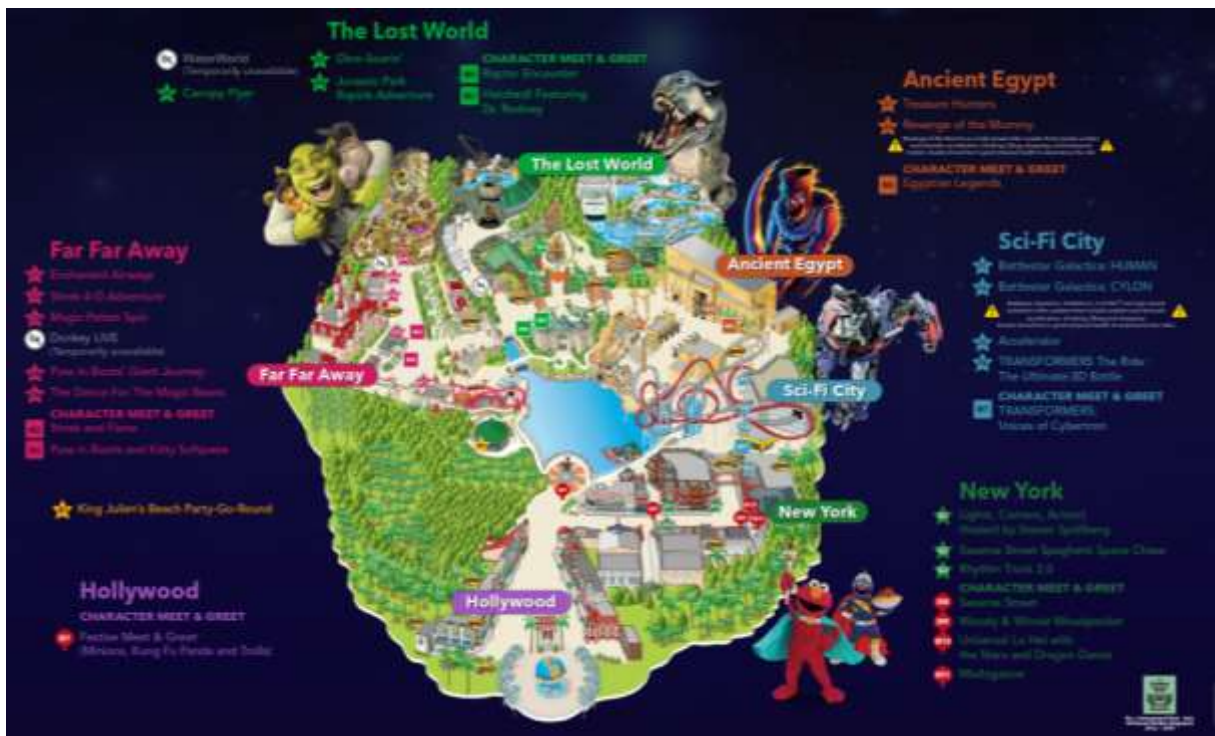 The Lost World
WaterWorld
(Temporarily unavailable)
Canopy Flyer
Dino-Soarin'
Jurassic Park
Rapids Adventure
CHARACTER MEET & GREET
Raptor Encounter
Hatched! Featuring
Dr. Rodney
Ancient Egypt
Treasure Hunters
Revenge of the Mummy
CHARACTER MEET & GREET
Egyptian Legends
Far Far Away
Enchanted Airways
Shrek 4-D Adventure
Magic Potion Spin
Donkey LIVE
(Temporarily unavailable)
Puss In Boots' Giant Journey
The Dance For The Magic Beans
CHARACTER MEET & GREET
Shrek and Fiona
Puss in Boots and Kitty Softpaws
King Julien's Beach Party-Go-Round
Hollywood
CHARACTER MEET & GREET
Festive Meet & Greet
(Minions, Kung Fu Panda and Trolls)
Sci-Fi City
Battlestar Galactica: HUMAN
Battlestar Galactica: CYLON
Accelerator
TRANSFORMERS The Ride:
The Ultimate 3D Battle
CHARACTER MEET & GREET
TRANSFORMERS:
Voices of Cybertron
New York
Lights, Camera, Action!
Hosted by Steven Spielberg
Sesame Street Spaghetti Space Chase
Rhythm Truck 2.0
CHARACTER MEET & GREET
Sesame Street
Woody & Winnie Woodpecker
Universal Lo Hei with
the Stars and Dragon Dance
Madagascar
The Lost World
Ancient Egypt
Far Far Away
Sci-Fi City
New York
Hollywood